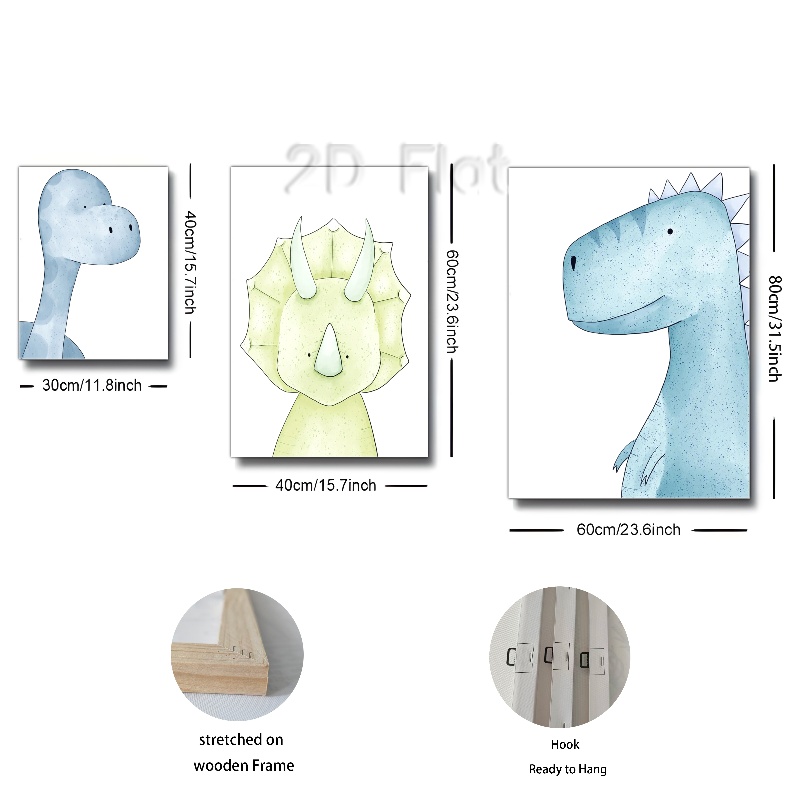 2D Flat
40cm/15.7inch
30cm/11.8inch
60cm/23.6inch
40cm/15.7inch
80cm/31.5inch
60cm/23.6inch
stretched on
wooden Frame
Hook
Ready to Hang